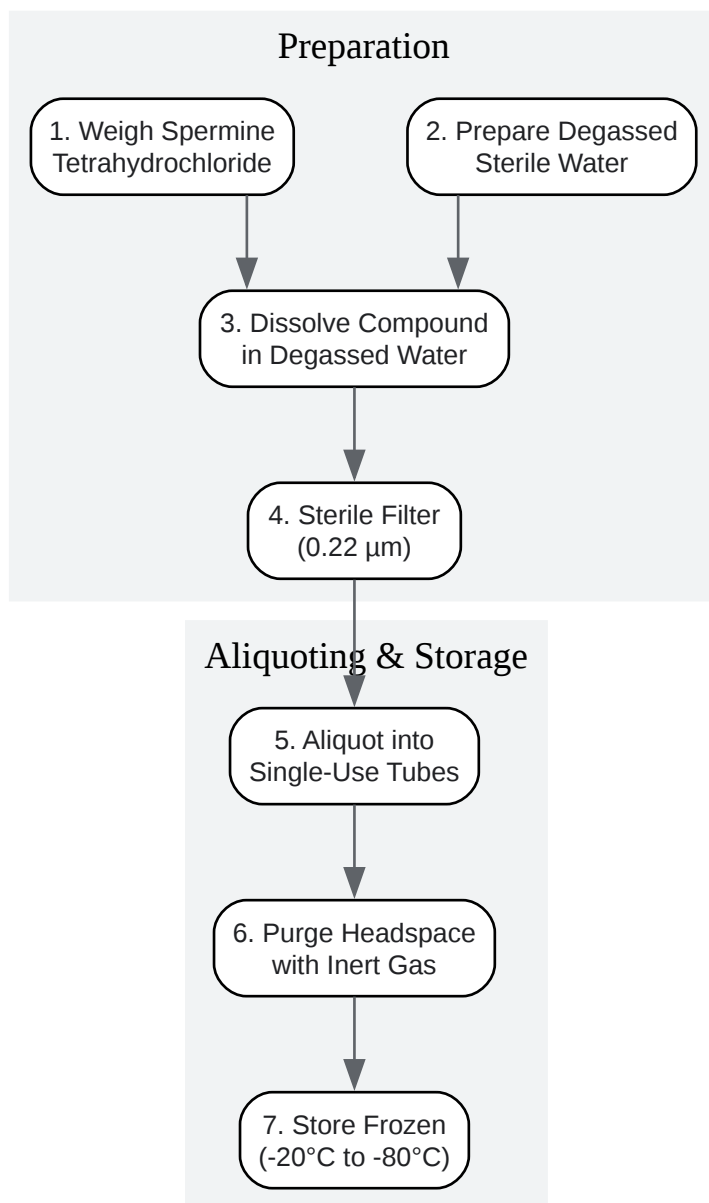 Preparation
1. Weigh Spermine
Tetrahydrochloride
2. Prepare Degassed
Sterile Water
3. Dissolve Compound
in Degassed Water
4. Sterile Filter
(0.22 µm)
Aliquoting & Storage
5. Aliquot into
Single-Use Tubes
6. Purge Headspace
with Inert Gas
7. Store Frozen
(-20°C to -80°C)